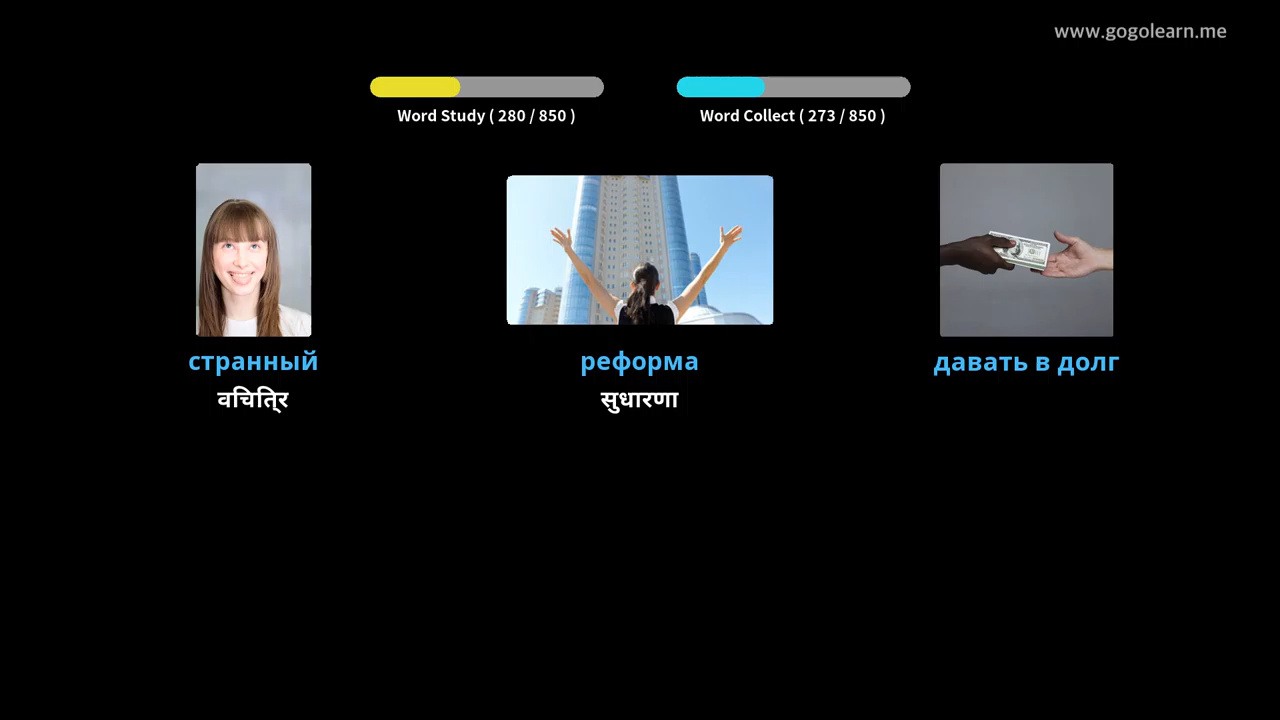 www.gogolearn.me
Word Study ( 280 / 850 )
Word Collect ( 273 / 850 )
странный
реформа
давать в долг
वचित्रि
सुधारणा